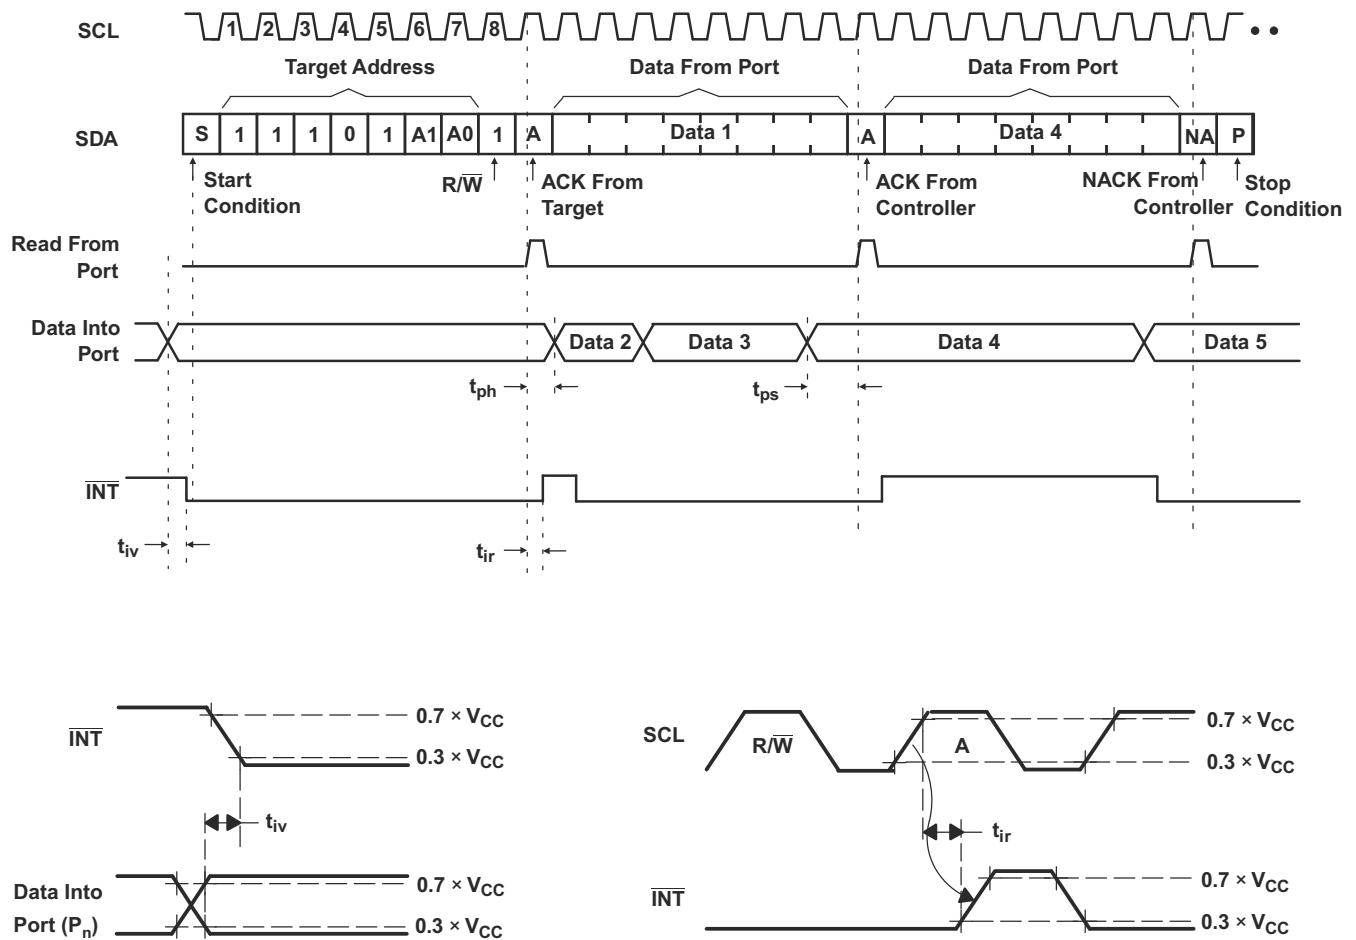 SCL 1 2 3 4 5 6 7 8
Target Address Data From Port Data From Port
SDA S 1 1 1 0 1 A1 A0 1 A Data 1 A Data 4 NA P
Start Condition
R/W̅
ACK From Target
ACK From Controller
NACK From Controller
Stop Condition
Read From Port
Data Into Port Data 2 Data 3 Data 4 Data 5
tph tps
I̅N̅T̅
tiv tir
I̅N̅T̅
0.7 × VCC
0.3 × VCC
tiv
Data Into Port (Pn)
0.7 × VCC
0.3 × VCC
SCL R/W̅ A
0.7 × VCC
0.3 × VCC
tir
I̅N̅T̅
0.7 × VCC
0.3 × VCC